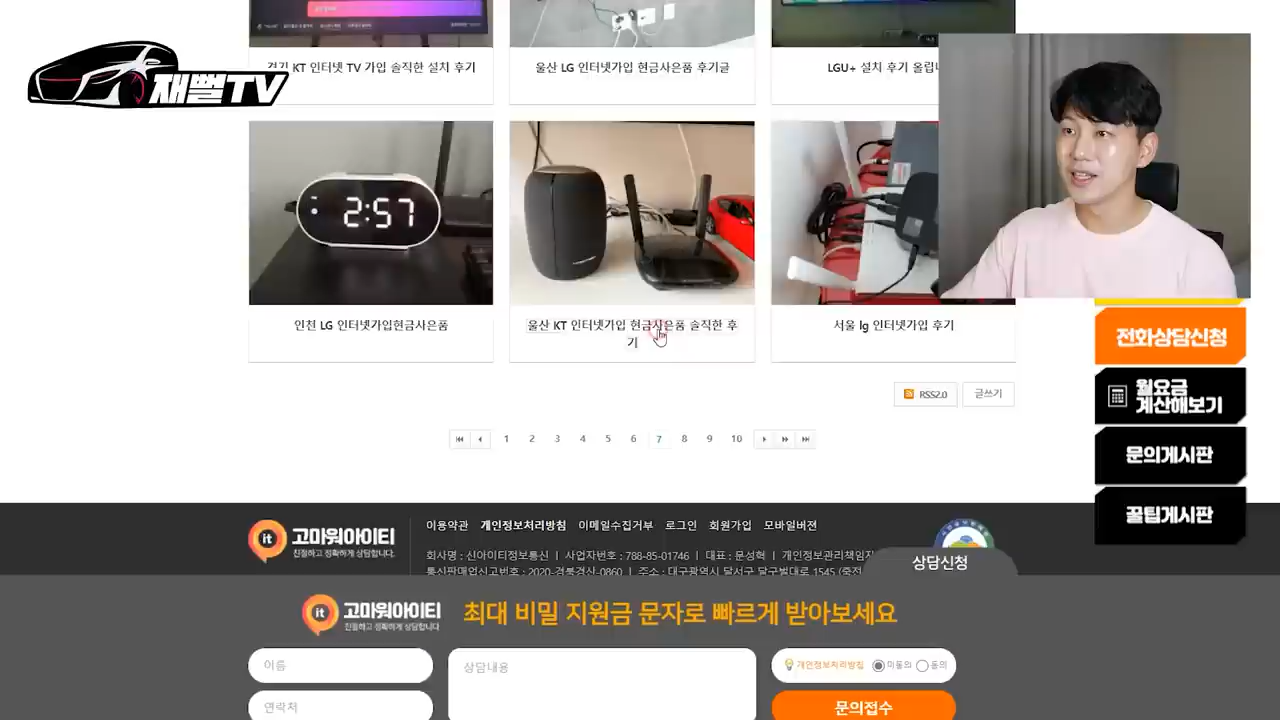 재뻘TV
경기 KT 인터넷 TV 가입 솔직한 설치 후기
울산 LG 인터넷가입 현금사은품 후기글
LGU+ 설치 후기 올립니
2:57
인천 LG 인터넷가입현금사은품
울산 KT 인터넷가입 현금사은품 솔직한 후
기
서울 lg 인터넷가입 후기
전화상담신청
월요금
계산해보기
문의게시판
꿀팁게시판
RSS2.0
글쓰기
1 2 3 4 5 6 7 8 9 10
it 고마워아이티
친절하고 정확하게 상담합니다.
이용약관 개인정보처리방침 이메일수집거부 로그인 회원가입 모바일버젼
회사명 : 신아이티정보통신 | 사업자번호 : 788-85-01746 | 대표 : 문성혁 | 개인정보관리책임자
통신판매업신고번호 : 2020-경북경산-0860 | 주소 : 대구광역시 달서구 달구벌대로 1545 (죽전
상담신청
it 고마워아이티
친절하고 정확하게 상담합니다
최대 비밀 지원금 문자로 빠르게 받아보세요
이름
상담내용
개인정보처리방침 미동의 동의
연락처
문의접수